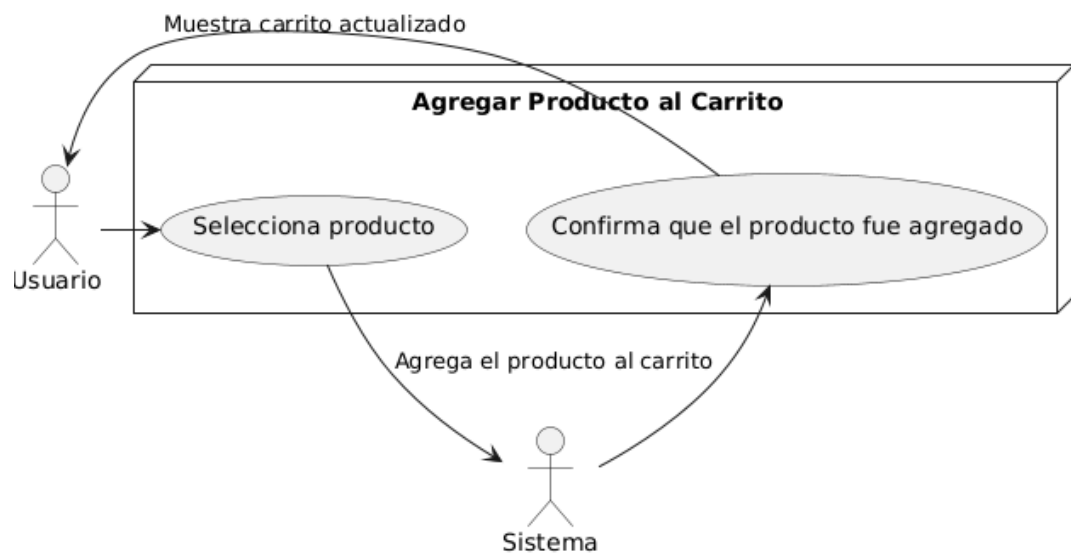 Muestra carrito actualizado
Agregar Producto al Carrito
Selecciona producto
Confirma que el producto fue agregado
Usuario
Agrega el producto al carrito
Sistema